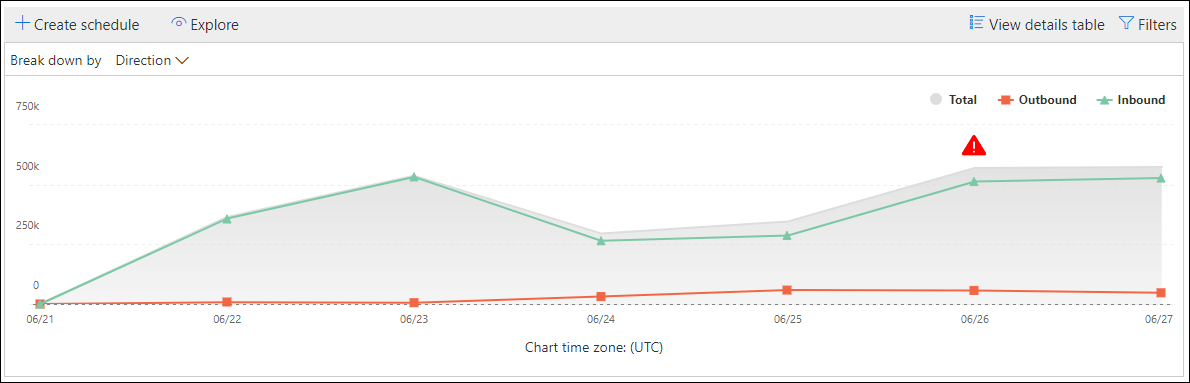 Create schedule Explore View details table Filters
Break down by Direction
Total Outbound Inbound
750k
500k
250k
0
06/21 06/22 06/23 06/24 06/25 06/26 06/27
Chart time zone: (UTC)